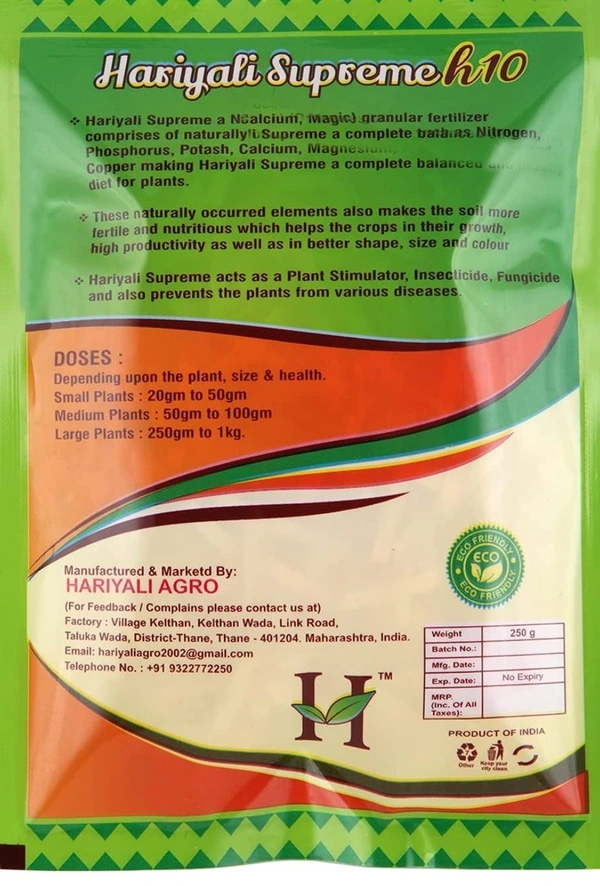 Hariyali Supreme h10
❖ Hariyali Supreme a Ncalcium, Magic) granular fertilizer
comprises of naturally Supreme a complete Nitrogen,
Phosphorus, Potash, Calcium, Magnesium,
Copper making Hariyali Supreme a complete balanced
diet for plants.
❖ These naturally occurred elements also makes the soil more
fertile and nutritious which helps the crops in their growth,
high productivity as well as in better shape, size and colour
❖ Hariyali Supreme acts as a Plant Stimulator, Insecticide, Fungicide
and also prevents the plants from various diseases.
DOSES :
Depending upon the plant, size & health.
Small Plants : 20gm to 50gm
Medium Plants : 50gm to 100gm
Large Plants : 250gm to 1kg.
Manufactured & Marketd By:
HARIYALI AGRO
(For Feedback / Complains please contact us at)
Factory : Village Kelthan, Kelthan Wada, Link Road,
Taluka Wada, District-Thane, Thane - 401204. Maharashtra, India.
Email: hariyaliagro2002@gmail.com
Telephone No. : +91 9322772250
H TM
ECO FRIENDLY
ECO
ECO FRIENDLY
Weight 250 g
Batch No.:
Mfg. Date:
Exp. Date: No Expiry
MRP.
(Inc. Of All
Taxes):
PRODUCT OF INDIA
7
Other Keep your
city clean